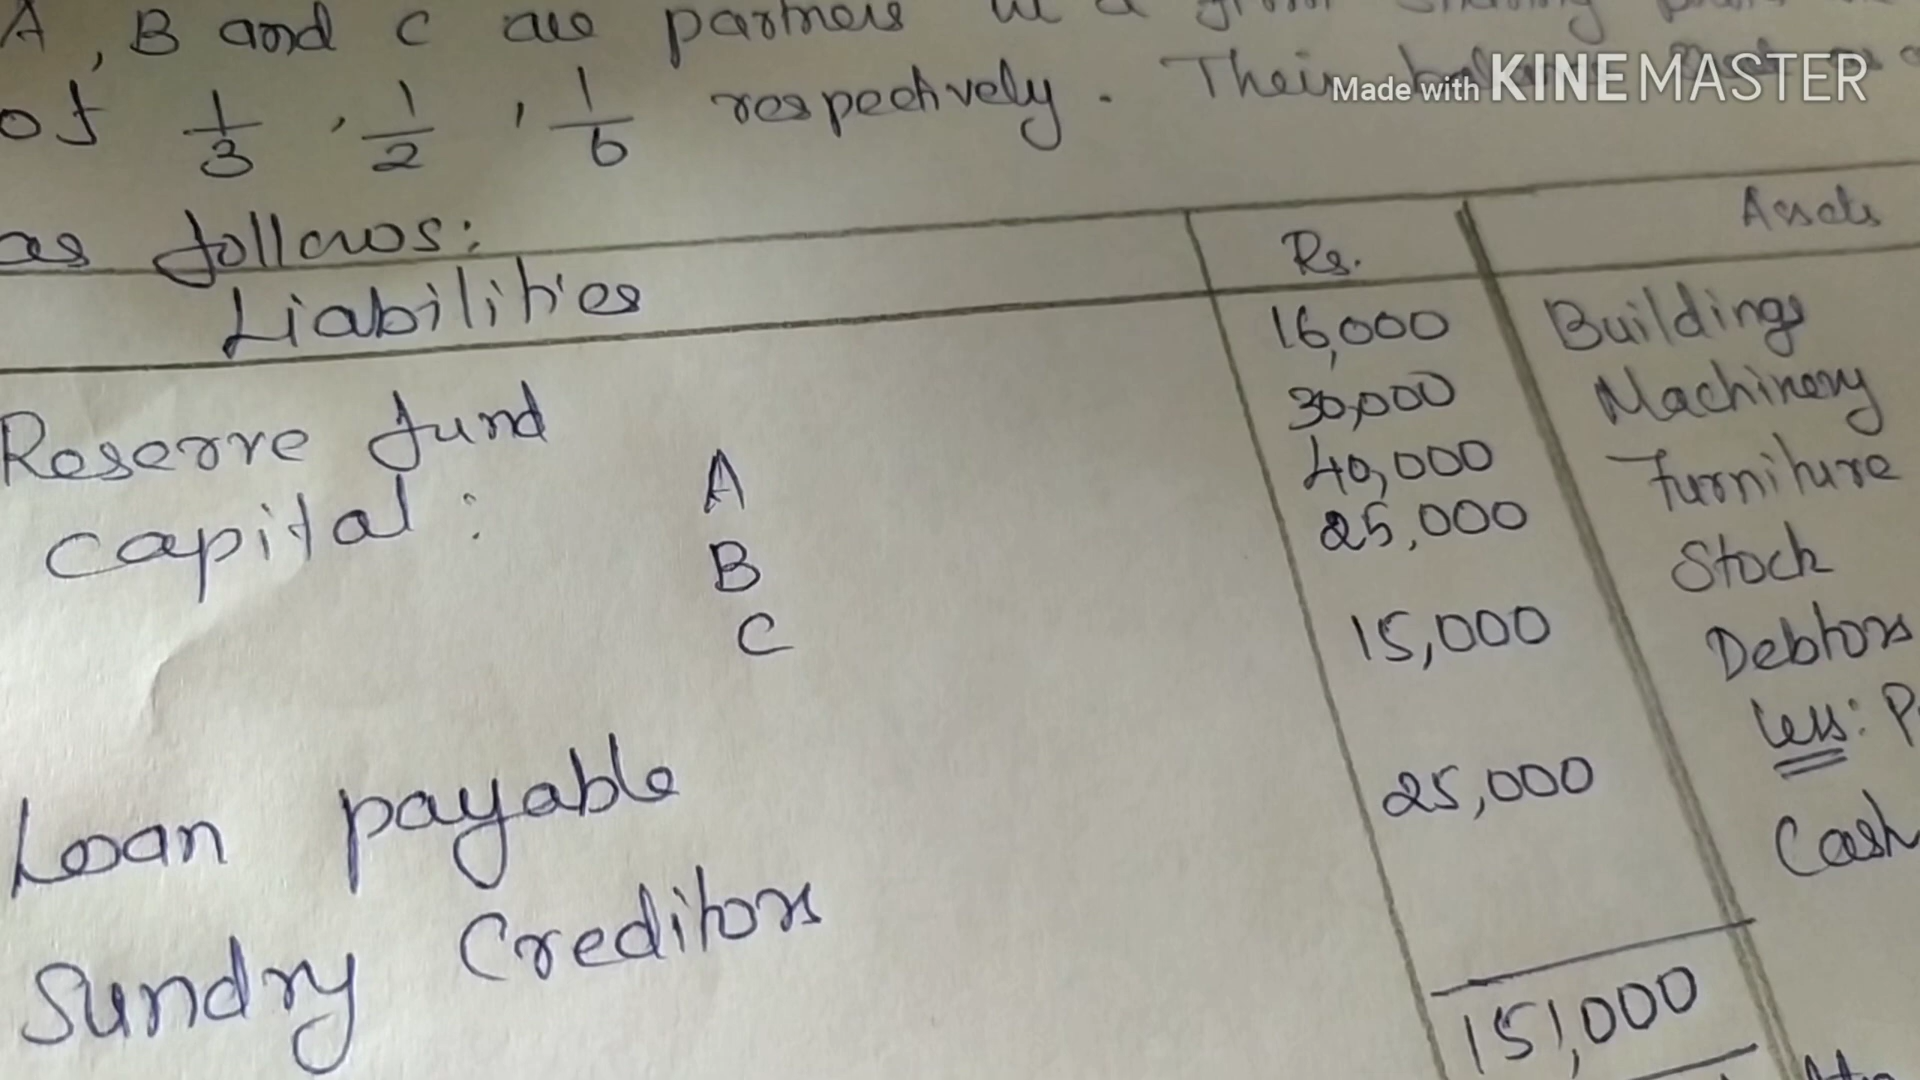 A, B and C are partners in a
of 1/3, 1/2, 1/6 respectively. Their
Made with KINEMASTER
as follows:
Liabilities Rs. Assets
Reserve fund 16,000 Buildings
Capital: A 30,000 Machinery
B 40,000 Furniture
C 25,000 Stock
Loan payable 15,000 Debtors
Less: P
Sundry Creditors 25,000 Cash
151,000